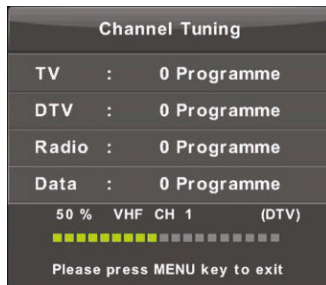 Channel Tuning
TV : 0 Programme
DTV : 0 Programme
Radio : 0 Programme
Data : 0 Programme
50 % VHF CH 1 (DTV)
Please press MENU key to exit